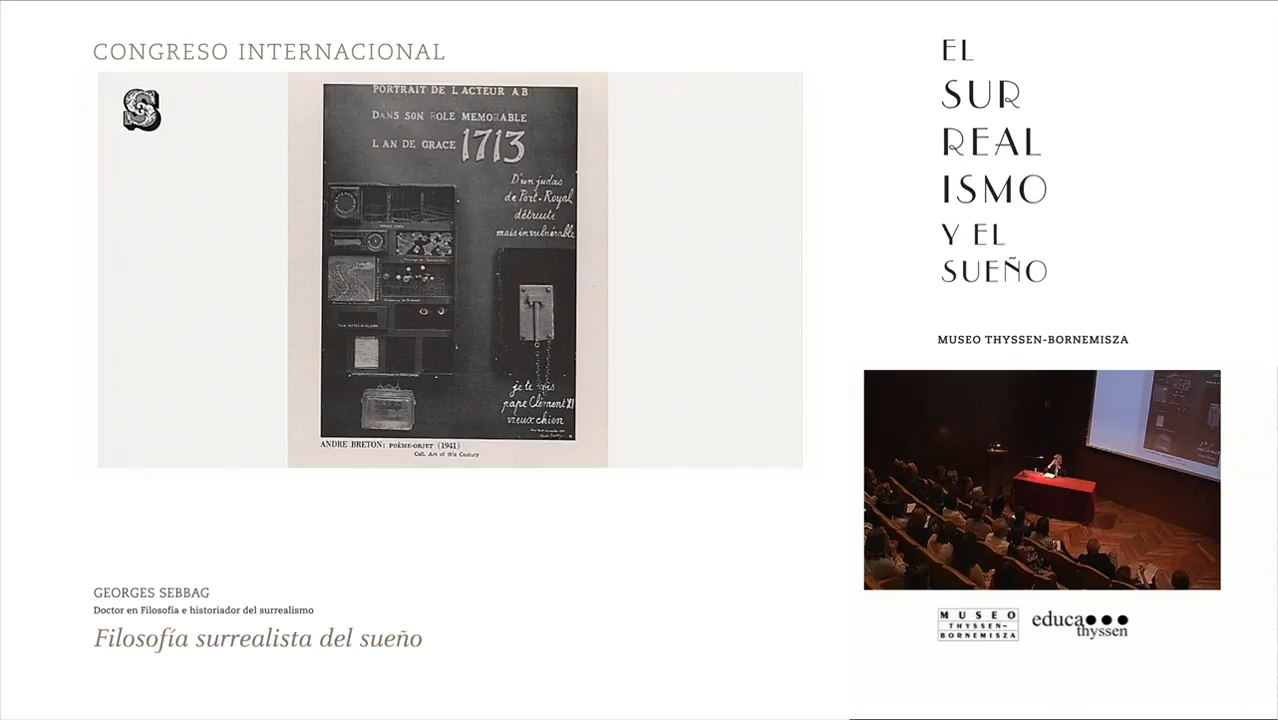 CONGRESO INTERNACIONAL
S
PORTRAIT DE L ACTEUR A B
DANS SON ROLE MEMORABLE
L AN DE GRACE 1713
D'un judas
de Port-Royal
détruite
mais invulnérable
je te vois
pape Clément XI
vieux chien
ANDRE BRETON: POÈME-OBJET (1941)
Coll. Art of this Century
GEORGES SEBBAG
Doctor en Filosofía e historiador del surrealismo
Filosofía surrealista del sueño
EL
SUR
REAL
ISMO
Y EL
SUEÑO
MUSEO THYSSEN-BORNEMISZA
MUSEO
THYSSEN-
BORNEMISZA
educa
thyssen